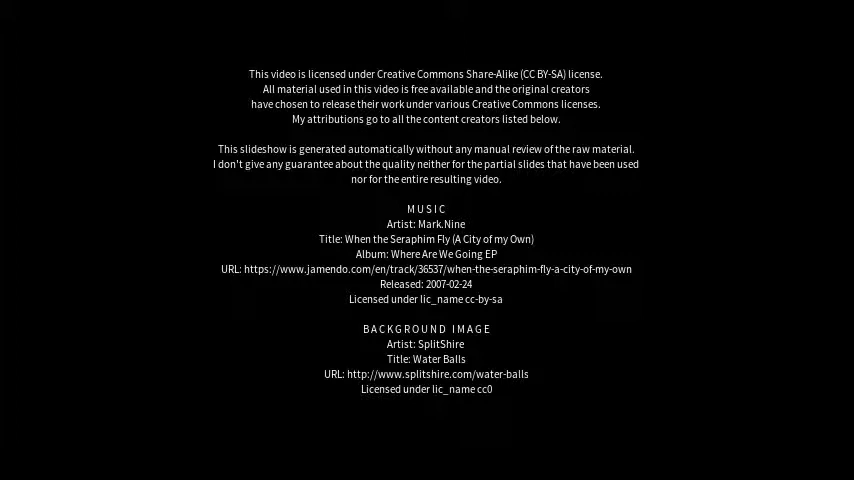 This video is licensed under Creative Commons Share-Alike (CC BY-SA) license.
All material used in this video is free available and the original creators
have chosen to release their work under various Creative Commons licenses.
My attributions go to all the content creators listed below.
This slideshow is generated automatically without any manual review of the raw material.
I don't give any guarantee about the quality neither for the partial slides that have been used
nor for the entire resulting video.
MUSIC
Artist: Mark.Nine
Title: When the Seraphim Fly (A City of my Own)
Album: Where Are We Going EP
URL: https://www.jamendo.com/en/track/36537/when-the-seraphim-fly-a-city-of-my-own
Released: 2007-02-24
Licensed under lic_name cc-by-sa
BACKGROUND IMAGE
Artist: SplitShire
Title: Water Balls
URL: http://www.splitshire.com/water-balls
Licensed under lic_name cc0